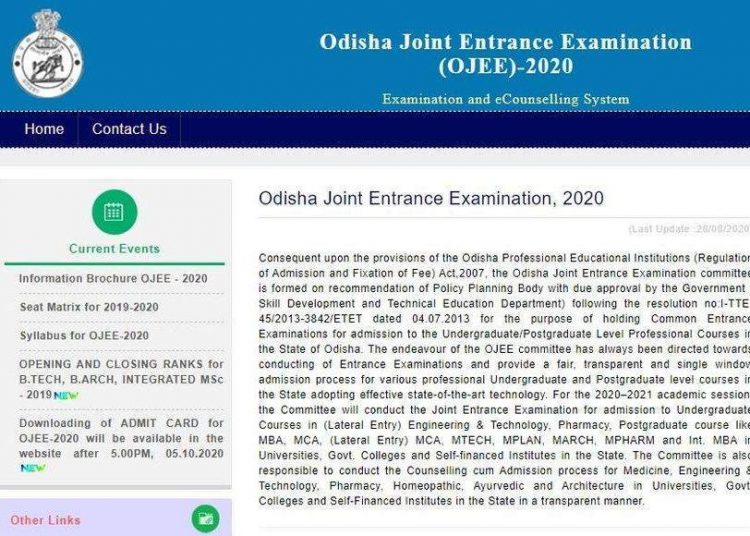 Odisha Joint Entrance Examination
(OJEE)-2020
Examination and eCounselling System
Home
Contact Us
Current Events
Information Brochure OJEE - 2020
Seat Matrix for 2019-2020
Syllabus for OJEE-2020
OPENING AND CLOSING RANKS for
B.TECH, B.ARCH, INTEGRATED MSc
- 2019 NEW
Downloading of ADMIT CARD for
OJEE-2020 will be available in the
website after 5.00PM, 05.10.2020
NEW
Other Links
Odisha Joint Entrance Examination, 2020
(Last Update :28/08/2020
Consequent upon the provisions of the Odisha Professional Educational Institutions (Regulation
of Admission and Fixation of Fee) Act,2007, the Odisha Joint Entrance Examination committee
is formed on recommendation of Policy Planning Body with due approval by the Government
Skill Development and Technical Education Department) following the resolution no:I-TTE
45/2013-3842/ETET dated 04.07.2013 for the purpose of holding Common Entrance
Examinations for admission to the Undergraduate/Postgraduate Level Professional Courses in
the State of Odisha. The endeavour of the OJEE committee has always been directed towards
conducting of Entrance Examinations and provide a fair, transparent and single window
admission process for various professional Undergraduate and Postgraduate level courses in
the State adopting effective state-of-the-art technology. For the 2020–2021 academic session
the Committee will conduct the Joint Entrance Examination for admission to Undergraduate
Courses in (Lateral Entry) Engineering & Technology, Pharmacy, Postgraduate course like
MBA, MCA, (Lateral Entry) MCA, MTECH, MPLAN, MARCH, MPHARM and Int. MBA in
Universities, Govt. Colleges and Self-financed Institutes in the State. The Committee is also
responsible to conduct the Counselling cum Admission process for Medicine, Engineering &
Technology, Pharmacy, Homeopathic, Ayurvedic and Architecture in Universities, Govt
Colleges and Self-Financed Institutes in the State in a transparent manner.